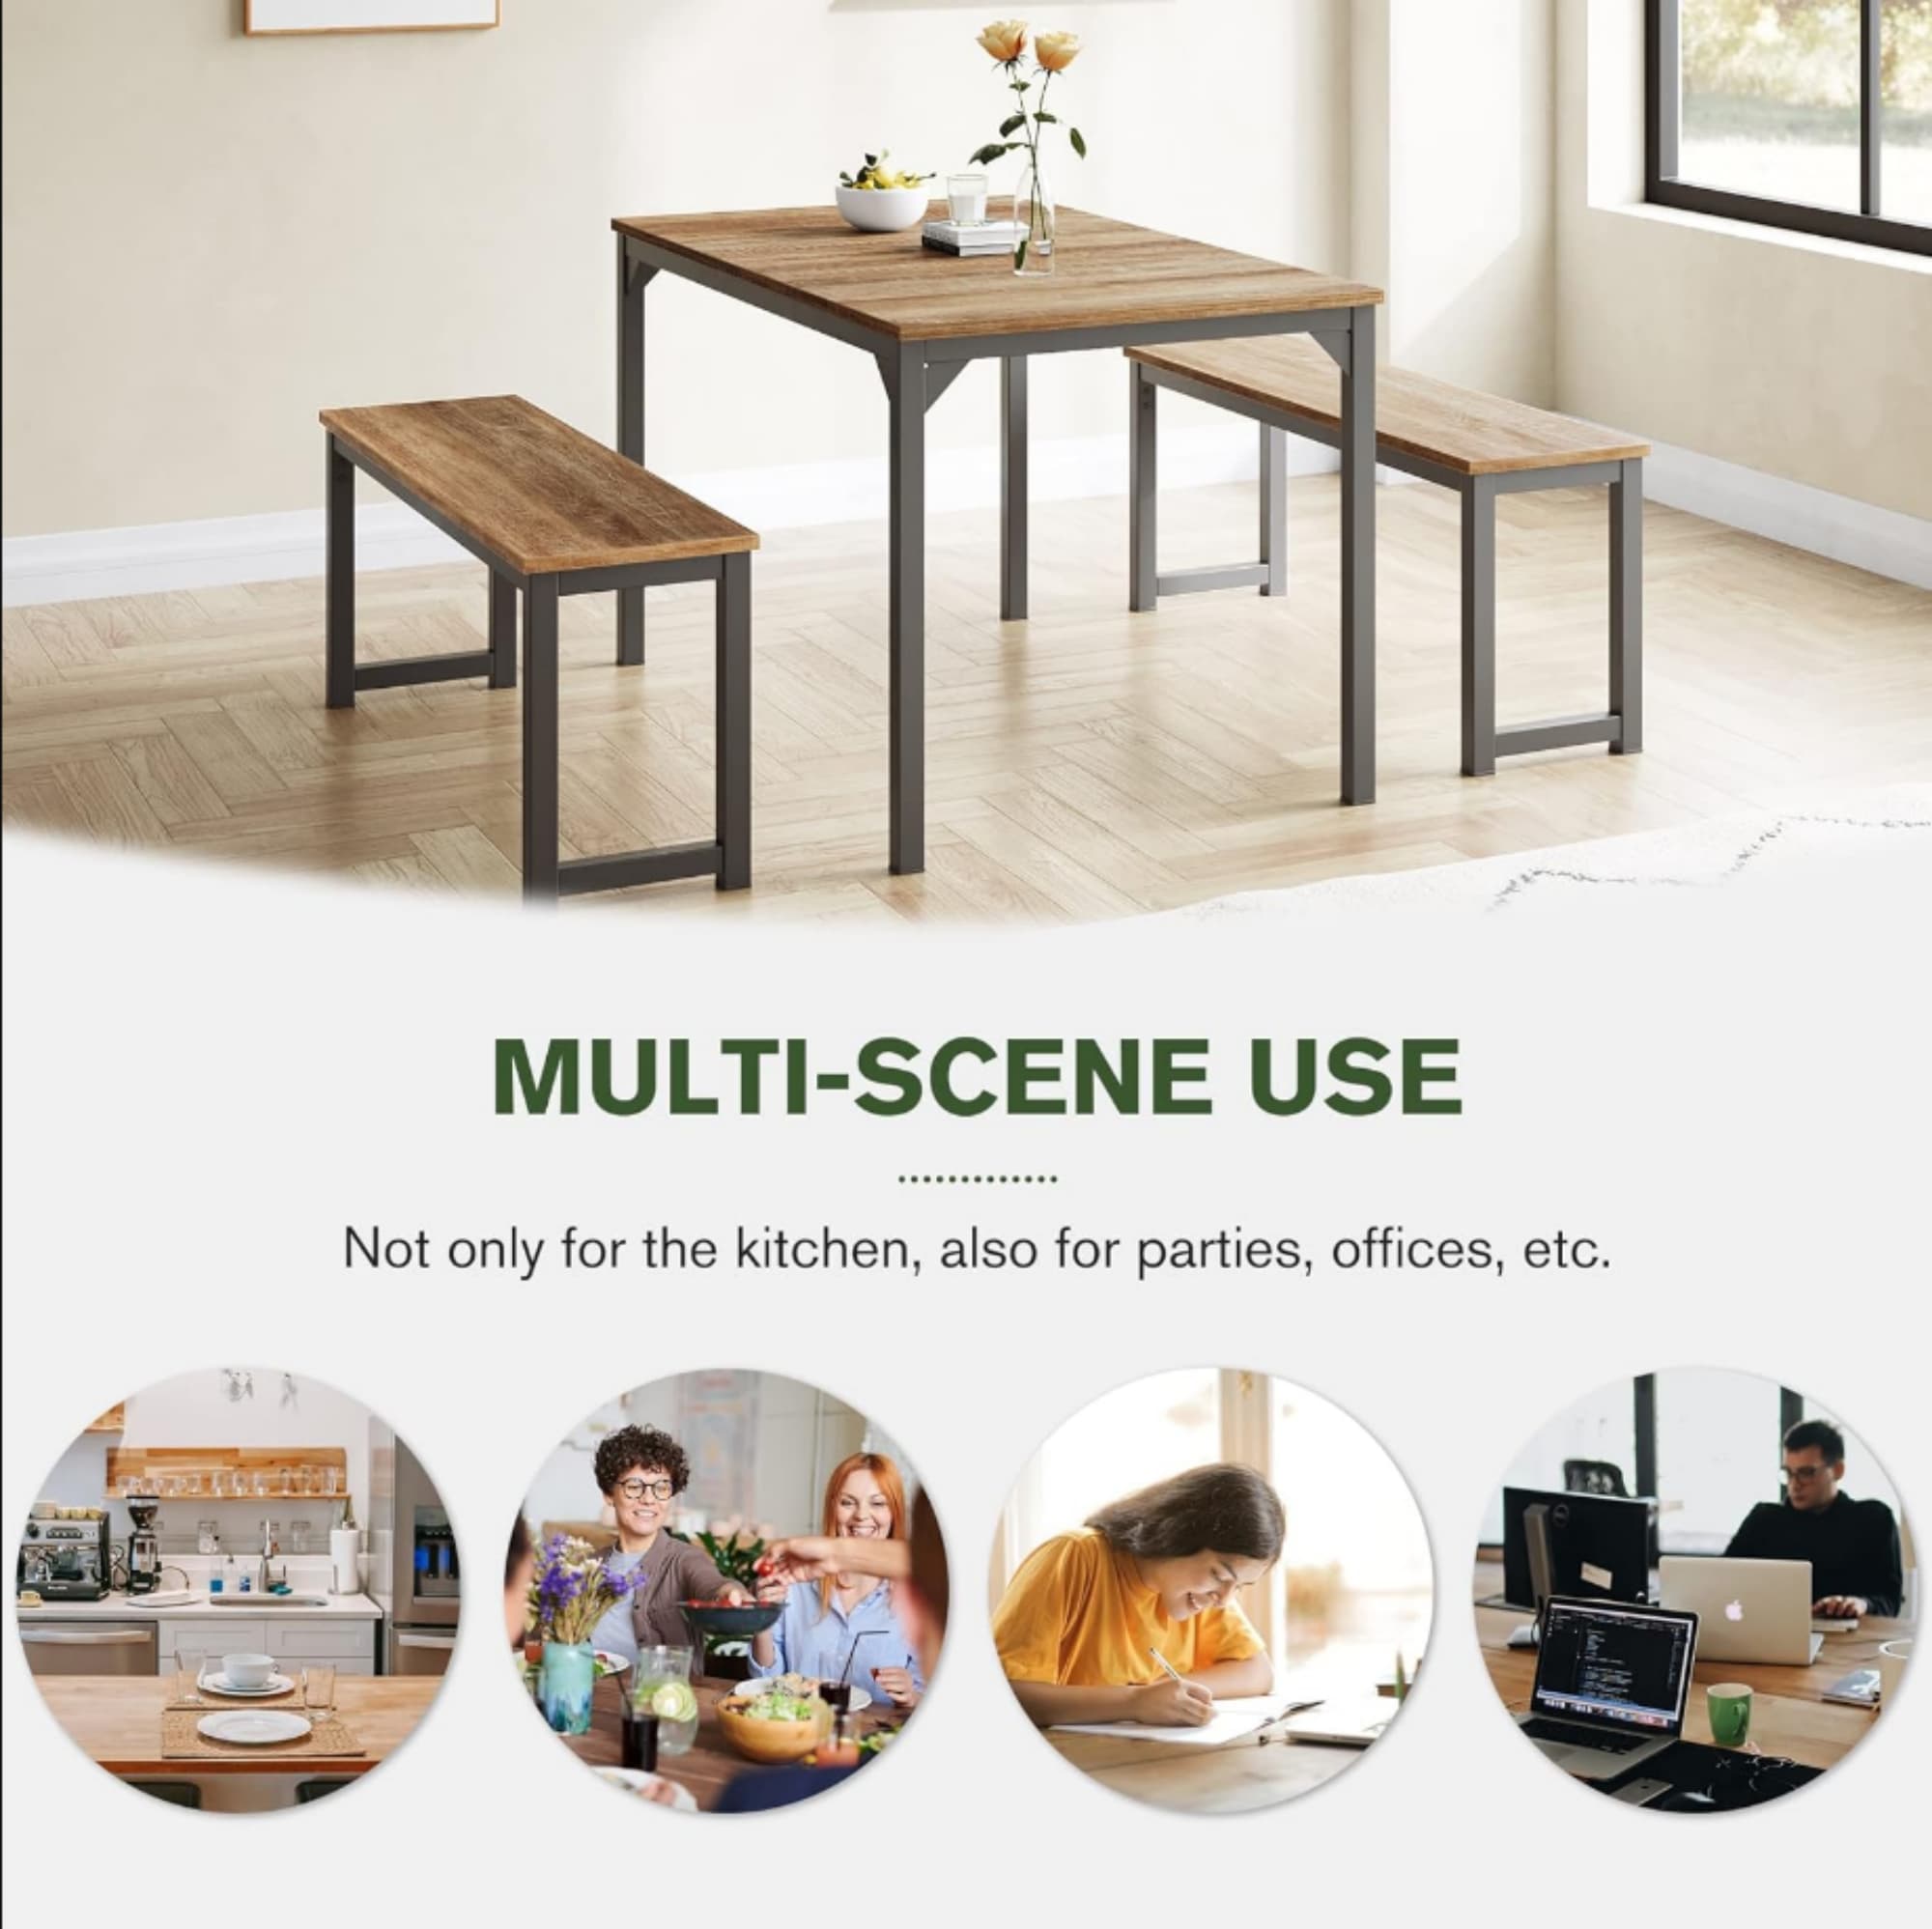 MULTI-SCENE USE
Not only for the kitchen, also for parties, offices, etc.